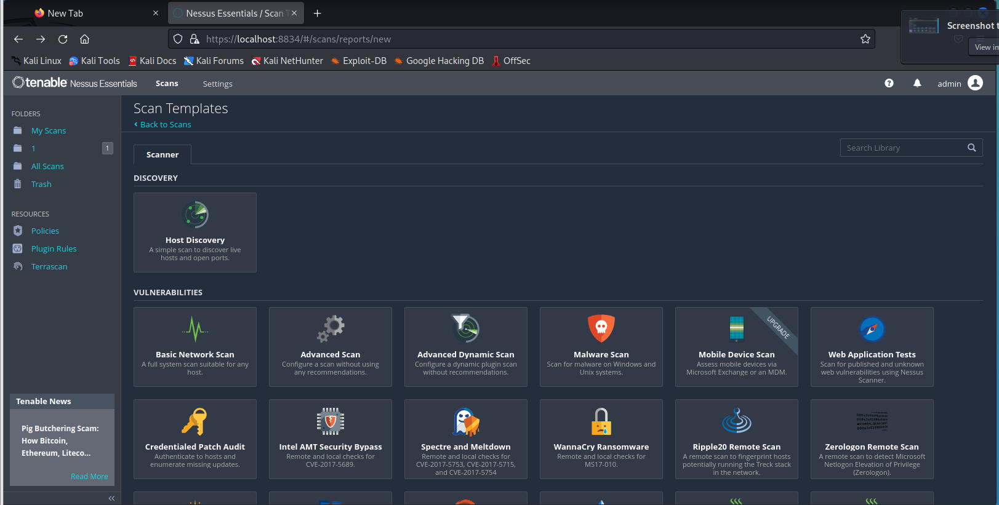 New Tab
Nessus Essentials / Scan T
Screenshot t
View im
https://localhost:8834/#/scans/reports/new
Kali Linux
Kali Tools
Kali Docs
Kali Forums
Kali NetHunter
Exploit-DB
Google Hacking DB
OffSec
tenable Nessus Essentials
Scans
Settings
admin
FOLDERS
My Scans
1
1
All Scans
Trash
RESOURCES
Policies
Plugin Rules
Terrascan
Tenable News
Pig Butchering Scam:
How Bitcoin,
Ethereum, Liteco...
Read More
Scan Templates
Back to Scans
Scanner
Search Library
DISCOVERY
Host Discovery
A simple scan to discover live
hosts and open ports.
VULNERABILITIES
Basic Network Scan
A full system scan suitable for any
host.
Advanced Scan
Configure a scan without using
any recommendations.
Advanced Dynamic Scan
Configure a dynamic plugin scan
without recommendations.
Malware Scan
Scan for malware on Windows and
Unix systems.
UPGRADE
Mobile Device Scan
Assess mobile devices via
Microsoft Exchange or an MDM.
Web Application Tests
Scan for published and unknown
web vulnerabilities using Nessus
Scanner.
Credentialed Patch Audit
Authenticate to hosts and
enumerate missing updates.
Intel AMT Security Bypass
Remote and local checks for
CVE-2017-5689.
Spectre and Meltdown
Remote and local checks for
CVE-2017-5753, CVE-2017-5715,
and CVE-2017-5754
WannaCry Ransomware
Remote and local checks for
MS17-010.
Ripple20 Remote Scan
A remote scan to fingerprint hosts
potentially running the Treck stack
in the network.
Zerologon Remote Scan
A remote scan to detect Microsoft
Netlogon Elevation of Privilege
(Zerologon).